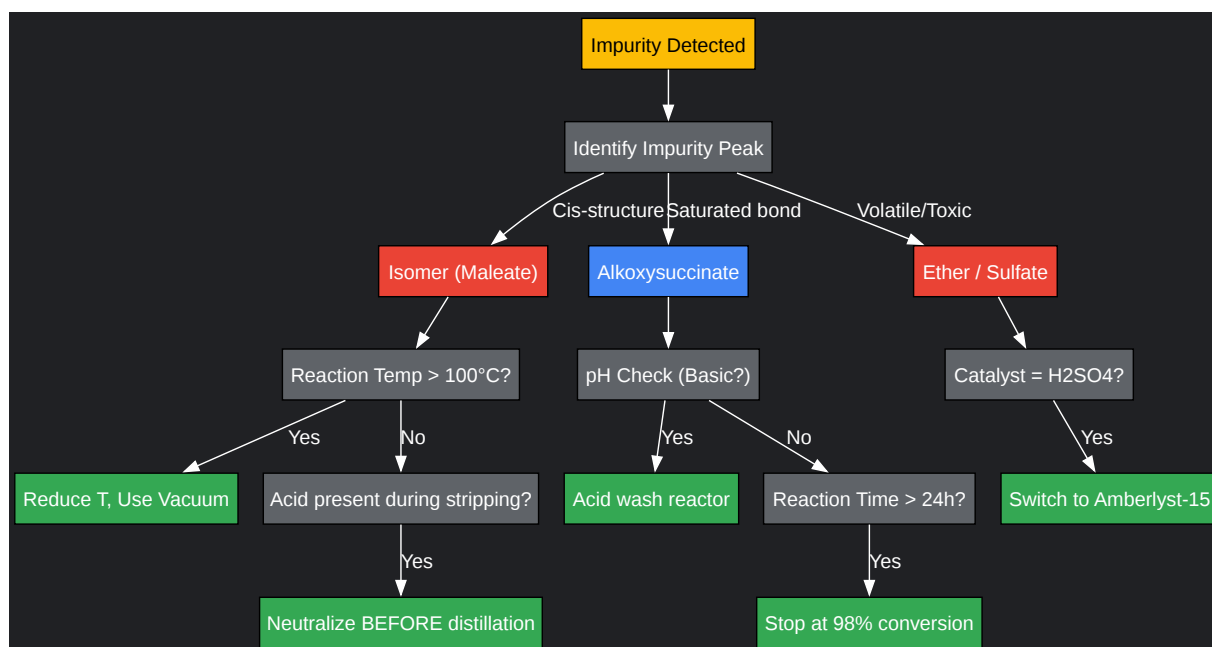 Impurity Detected
Identify Impurity Peak
Cis-structure
Saturated bond
Volatile/Toxic
Isomer (Maleate)
Alkoxysuccinate
Ether / Sulfate
Reaction Temp > 100°C?
pH Check (Basic?)
Catalyst = H2SO4?
Yes
No
Yes
No
Yes
Reduce T, Use Vacuum
Acid present during stripping?
Acid wash reactor
Reaction Time > 24h?
Switch to Amberlyst-15
Yes
Yes
Neutralize BEFORE distillation
Stop at 98% conversion